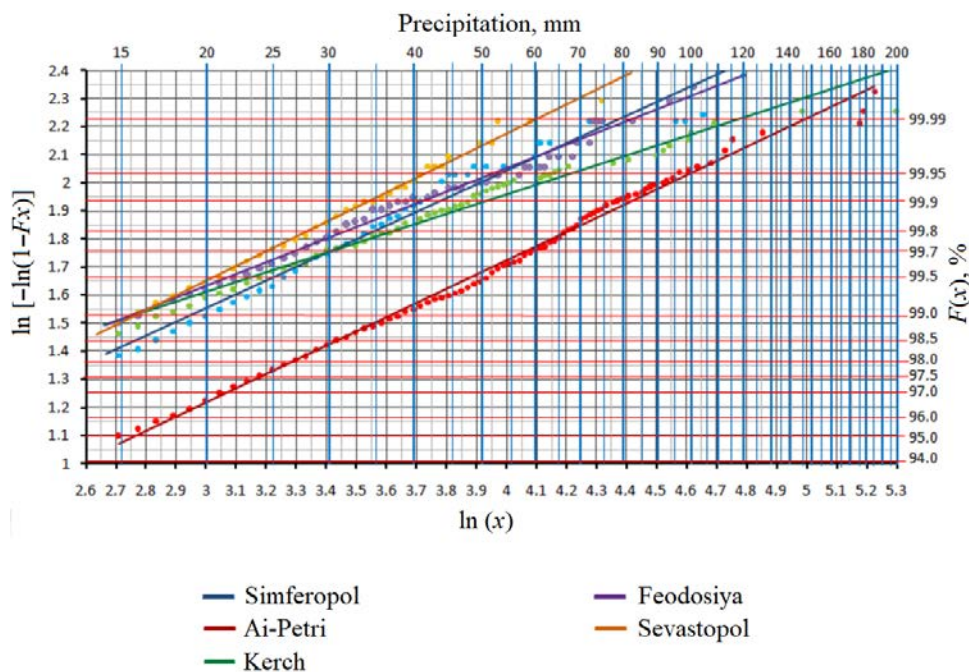 Precipitation, mm
15 20 25 30 40 50 60 70 80 90 100 120 140 160 180 200
2.4
2.3
2.2
2.1
2
1.9
1.8
1.7
1.6
1.5
1.4
1.3
1.2
1.1
1
ln [−ln(1−Fx)]
99.99
99.95
99.9
99.8
99.7
99.5
99.0
98.5
98.0
97.5
97.0
96.0
95.0
94.0
F(x), %
2.6 2.7 2.8 2.9 3 3.1 3.2 3.3 3.4 3.5 3.6 3.7 3.8 3.9 4 4.1 4.2 4.3 4.4 4.5 4.6 4.7 4.8 4.9 5 5.1 5.2 5.3
ln (x)
Simferopol
Ai-Petri
Kerch
Feodosiya
Sevastopol